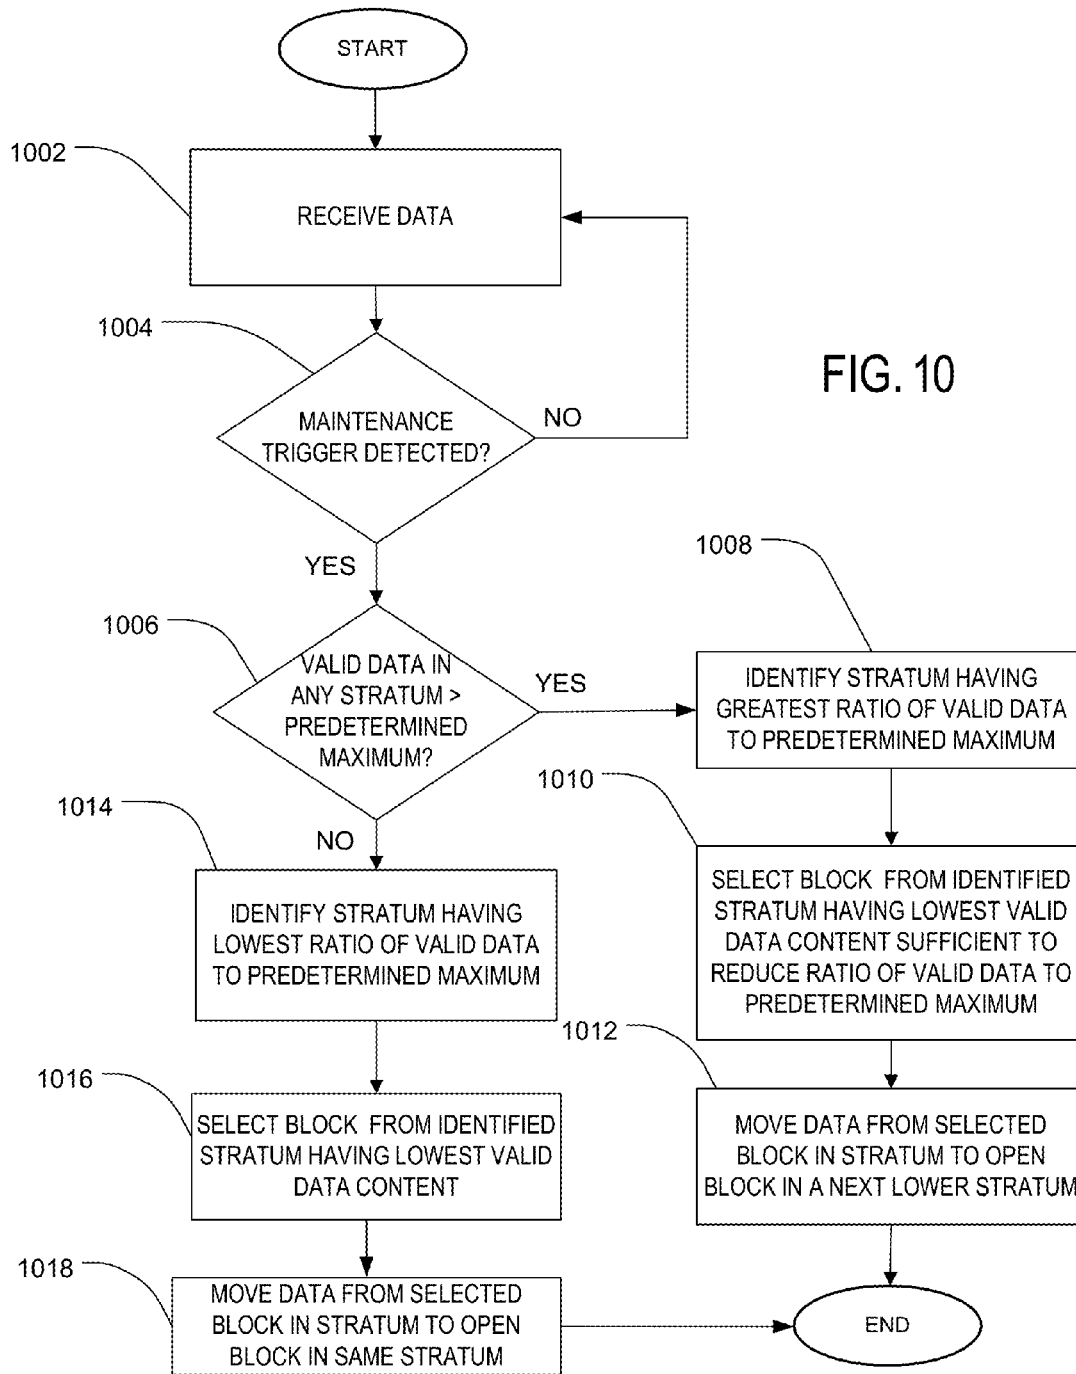 START
1002
RECEIVE DATA
1004
FIG. 10
MAINTENANCE
TRIGGER DETECTED?
NO
YES
1008
1006
VALID DATA IN
ANY STRATUM >
PREDETERMINED
MAXIMUM?
YES
IDENTIFY STRATUM HAVING
GREATEST RATIO OF VALID DATA
TO PREDETERMINED MAXIMUM
1014
NO
1010
IDENTIFY STRATUM HAVING
LOWEST RATIO OF VALID DATA
TO PREDETERMINED MAXIMUM
SELECT BLOCK FROM IDENTIFIED
STRATUM HAVING LOWEST VALID
DATA CONTENT SUFFICIENT TO
REDUCE RATIO OF VALID DATA TO
PREDETERMINED MAXIMUM
1012
1016
SELECT BLOCK FROM IDENTIFIED
STRATUM HAVING LOWEST VALID
DATA CONTENT
MOVE DATA FROM SELECTED
BLOCK IN STRATUM TO OPEN
BLOCK IN A NEXT LOWER STRATUM
1018
MOVE DATA FROM SELECTED
BLOCK IN STRATUM TO OPEN
BLOCK IN SAME STRATUM
END